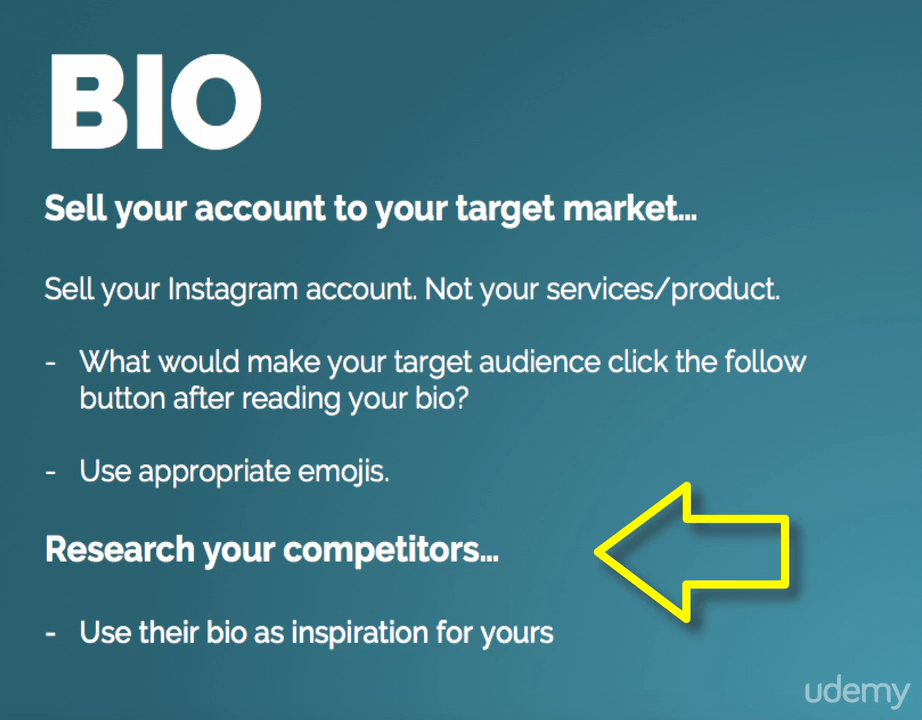 BIO
Sell your account to your target market...
Sell your Instagram account. Not your services/product.
- What would make your target audience click the follow
button after reading your bio?
- Use appropriate emojis.
Research your competitors...
- Use their bio as inspiration for yours
udemy